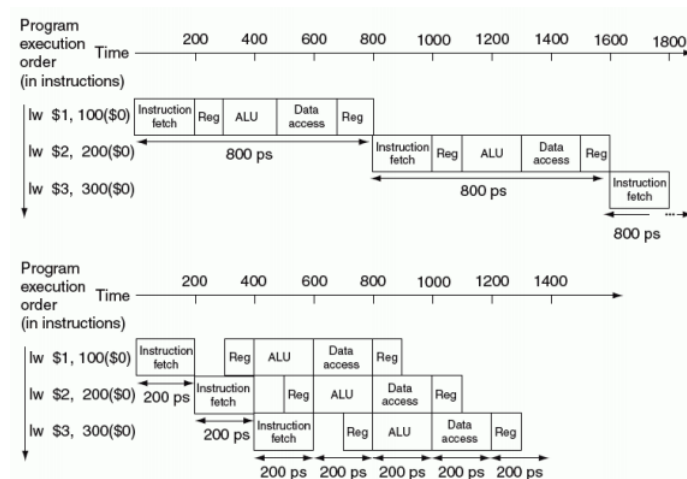 Program
execution
order
(in instructions)
Time
200 400 600 800 1000 1200 1400 1600 1800
lw $1, 100($0)
Instruction
fetch
Reg
ALU
Data
access
Reg
lw $2, 200($0)
800 ps
Instruction
fetch
Reg
ALU
Data
access
Reg
lw $3, 300($0)
800 ps
Instruction
fetch
800 ps
Program
execution
order
(in instructions)
Time
200 400 600 800 1000 1200 1400
lw $1, 100($0)
Instruction
fetch
Reg
ALU
Data
access
Reg
lw $2, 200($0)
200 ps
Instruction
fetch
Reg
ALU
Data
access
Reg
lw $3, 300($0)
200 ps
Instruction
fetch
Reg
ALU
Data
access
Reg
200 ps 200 ps 200 ps 200 ps 200 ps